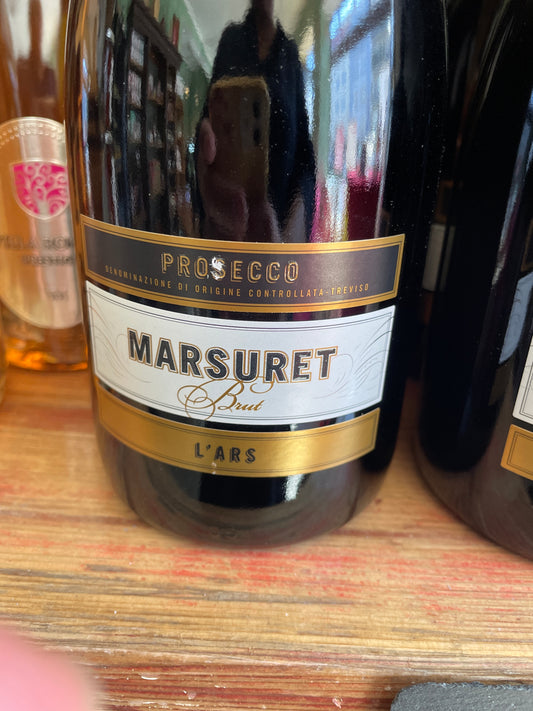 PROSECCO
DENOMINAZIONE DI ORIGINE CONTROLLATA-TREVISO
MARSURET
Brut
L'ARS